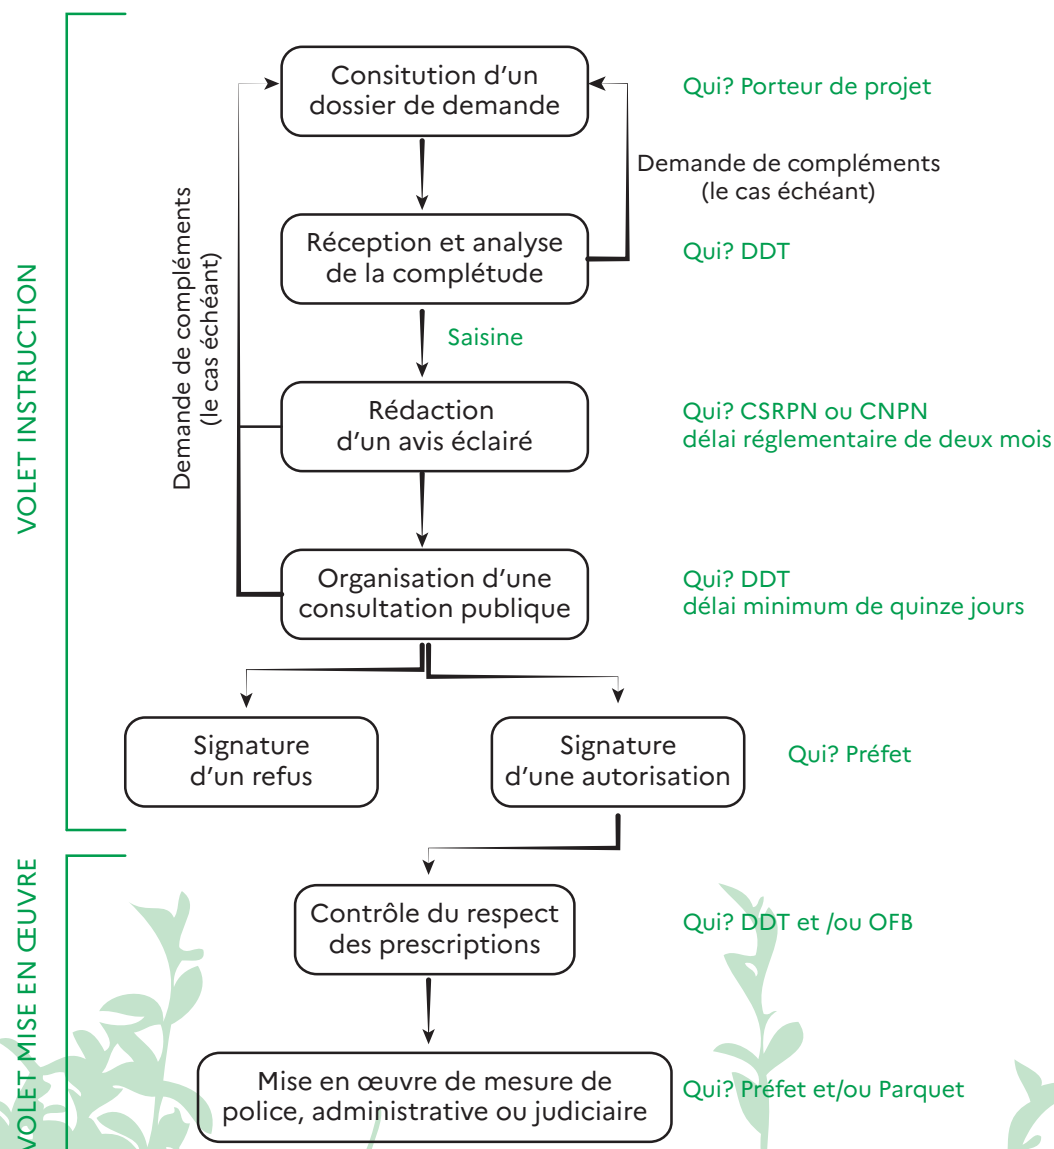 VOLET INSTRUCTION
Consitution d'un
dossier de demande
Qui? Porteur de projet
Demande de compléments
(le cas échéant)
Demande de compléments
(le cas échéant)
Réception et analyse
de la complétude
Qui? DDT
Saisine
Rédaction
d'un avis éclairé
Qui? CSRPN ou CNPN
délai réglementaire de deux mois
Organisation d'une
consultation publique
Qui? DDT
délai minimum de quinze jours
Signature
d'un refus
Signature
d'une autorisation
Qui? Préfet
VOLET MISE EN ŒUVRE
Contrôle du respect
des prescriptions
Qui? DDT et /ou OFB
Mise en œuvre de mesure de
police, administrative ou judiciaire
Qui? Préfet et/ou Parquet